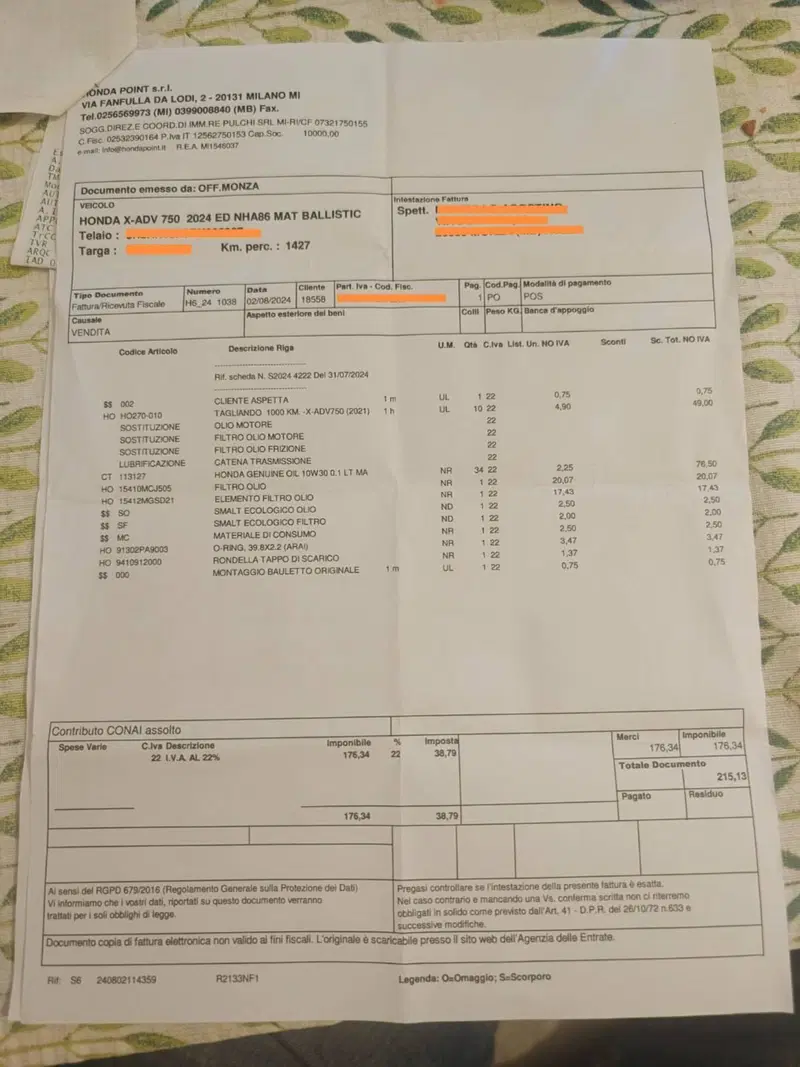 HONDA POINT s.r.l.
VIA FANFULLA DA LODI, 2 - 20131 MILANO MI
Tel.0256569973 (MI) 0399008840 (MB) Fax.
SOGG.DIREZ.E COORD.DI IMM.RE PULCHI SRL MI-RI/CF 07321750155
C.Fisc. 02532390164 P.Iva IT 12562750153 Cap.Soc. 10000,00
e-mail: info@hondapoint.it R.E.A. MI1546037
Documento emesso da: OFF.MONZA
VEICOLO
HONDA X-ADV 750 2024 ED NHA86 MAT BALLISTIC
Telaio :
Targa : Km. perc. : 1427
Intestazione Fattura
Spett.
Tipo Documento Numero Data Cliente Part. Iva - Cod. Fisc. Pag. Cod.Pag. Modalità di pagamento
Fattura/Ricevuta Fiscale H6_24 1038 02/08/2024 18558 1 PO POS
Causale Aspetto esteriore dei beni Colli Peso KG. Banca d'appoggio
VENDITA
Codice Articolo Descrizione Riga U.M. Qtà C.Iva List. Un. NO IVA Sconti Sc. Tot. NO IVA
Rif. scheda N. S2024 4222 Del 31/07/2024
$$ 002 CLIENTE ASPETTA 1 m UL 1 22 0,75 0,75
HO HO270-010 TAGLIANDO 1000 KM. -X-ADV750 (2021) 1 h UL 10 22 4,90 49,00
SOSTITUZIONE OLIO MOTORE 22
SOSTITUZIONE FILTRO OLIO MOTORE 22
SOSTITUZIONE FILTRO OLIO FRIZIONE 22
LUBRIFICAZIONE CATENA TRASMISSIONE 22
CT 113127 HONDA GENUINE OIL 10W30 0.1 LT MA NR 34 22 2,25 76,50
HO 15410MCJ505 FILTRO OLIO NR 1 22 20,07 20,07
HO 15412MGSD21 ELEMENTO FILTRO OLIO NR 1 22 17,43 17,43
$$ SO SMALT ECOLOGICO OLIO ND 1 22 2,50 2,50
$$ SF SMALT ECOLOGICO FILTRO ND 1 22 2,00 2,00
$$ MC MATERIALE DI CONSUMO NR 1 22 2,50 2,50
HO 91302PA9003 O-RING, 39.8X2.2 (ARAI) NR 1 22 3,47 3,47
HO 9410912000 RONDELLA TAPPO DI SCARICO NR 1 22 1,37 1,37
$$ 000 MONTAGGIO BAULETTO ORIGINALE 1 m UL 1 22 0,75 0,75
Contributo CONAI assolto
Spese Varie C.Iva Descrizione Imponibile % Imposta
22 I.V.A. AL 22% 176,34 22 38,79
176,34 38,79
Merci Imponibile
176,34 176,34
Totale Documento
215,13
Pagato Residuo
Ai sensi del RGPD 679/2016 (Regolamento Generale sulla Protezione dei Dati)
Vi informiamo che i vostri dati, riportati su questo documento verranno
trattati per i soli obblighi di legge.
Pregasi controllare se l'intestazione della presente fattura è esatta.
Nel caso contrario e mancando una Vs. conferma scritta non ci riterremo
obbligati in solido come previsto dall'Art. 41 - D.P.R. del 26/10/72 n.633 e
successive modifiche.
Documento copia di fattura elettronica non valido ai fini fiscali. L'originale è scaricabile presso il sito web dell'Agenzia delle Entrate.
Rif: S6 240802114359 R2133NF1 Legenda: O=Omaggio; S=Scorporo